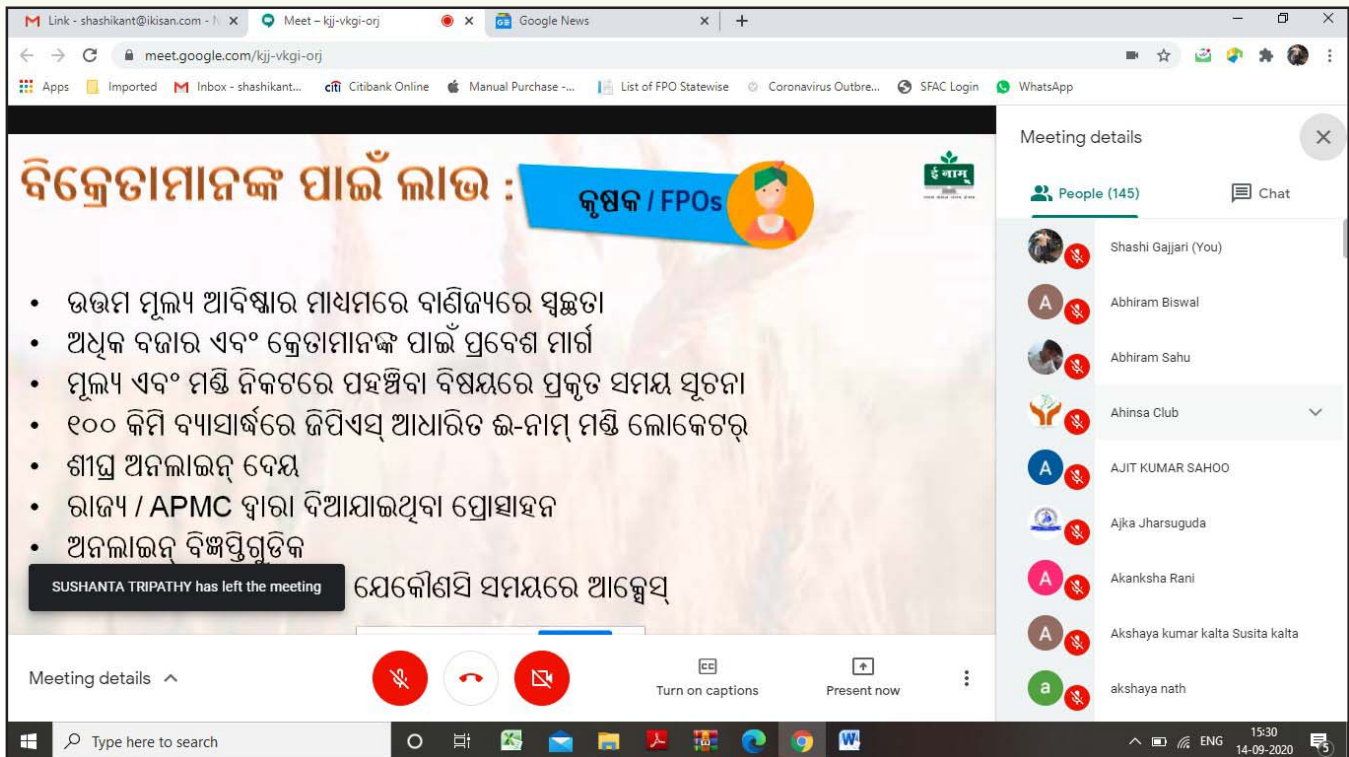 Link - shashikant@ikisan.com - N
Meet – kjj-vkgi-orj
Google News
meet.google.com/kjj-vkgi-orj
Apps
Imported
Inbox - shashikant...
citi Citibank Online
Manual Purchase -...
List of FPO Statewise
Coronavirus Outbre...
SFAC Login
WhatsApp
ବିକ୍ରେତାମାନଙ୍କ ପାଇଁ ଲାଭ :
କୃଷକ / FPOs
ई नाम्
• ଉତ୍ତମ ମୂଲ୍ୟ ଆବିଷ୍କାର ମାଧ୍ୟମରେ ବାଣିଜ୍ୟରେ ସ୍ୱଚ୍ଛତା
• ଅଧିକ ବଜାର ଏବଂ କ୍ରେତାମାନଙ୍କ ପାଇଁ ପ୍ରବେଶ ମାର୍ଗ
• ମୂଲ୍ୟ ଏବଂ ମଣ୍ଡି ନିକଟରେ ପହଞ୍ଚିବା ବିଷୟରେ ପ୍ରକୃତ ସମୟ ସୂଚନା
• ୧୦୦ କିମି ବ୍ୟାସାର୍ଦ୍ଧରେ ଜିପିଏସ୍ ଆଧାରିତ ଈ-ନାମ୍ ମଣ୍ଡି ଲୋକେଟର୍
• ଶୀଘ୍ର ଅନଲାଇନ୍ ଦେୟ
• ରାଜ୍ୟ / APMC ଦ୍ୱାରା ଦିଆଯାଇଥିବା ପ୍ରୋତ୍ସାହନ
• ଅନଲାଇନ୍ ବିଜ୍ଞପ୍ତିଗୁଡିକ
ଯେକୌଣସି ସମୟରେ ଆକ୍ସେସ୍
SUSHANTA TRIPATHY has left the meeting
Meeting details
People (145)
Chat
Shashi Gajjari (You)
A
Abhiram Biswal
Abhiram Sahu
Ahinsa Club
A
AJIT KUMAR SAHOO
Ajka Jharsuguda
A
Akanksha Rani
A
Akshaya kumar kalta Susita kalta
a
akshaya nath
Meeting details
CC
Turn on captions
Present now
Type here to search
ENG
15:30
14-09-2020
5